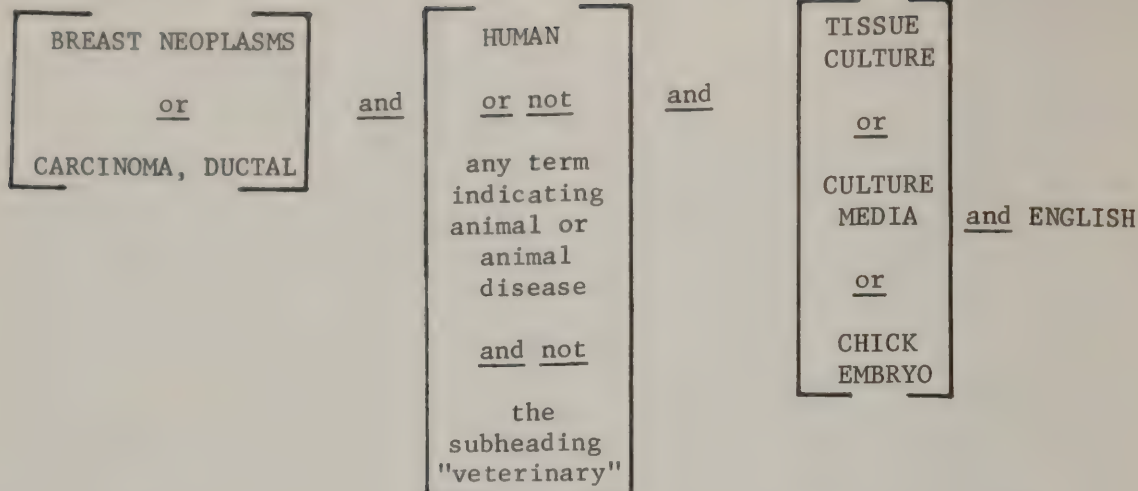 BREAST NEOPLASMS
or
CARCINOMA, DUCTAL
and
HUMAN
or not
any term
indicating
animal or
animal
disease
and not
the
subheading
"veterinary"
and
TISSUE
CULTURE
or
CULTURE
MEDIA
or
CHICK
EMBRYO
and ENGLISH